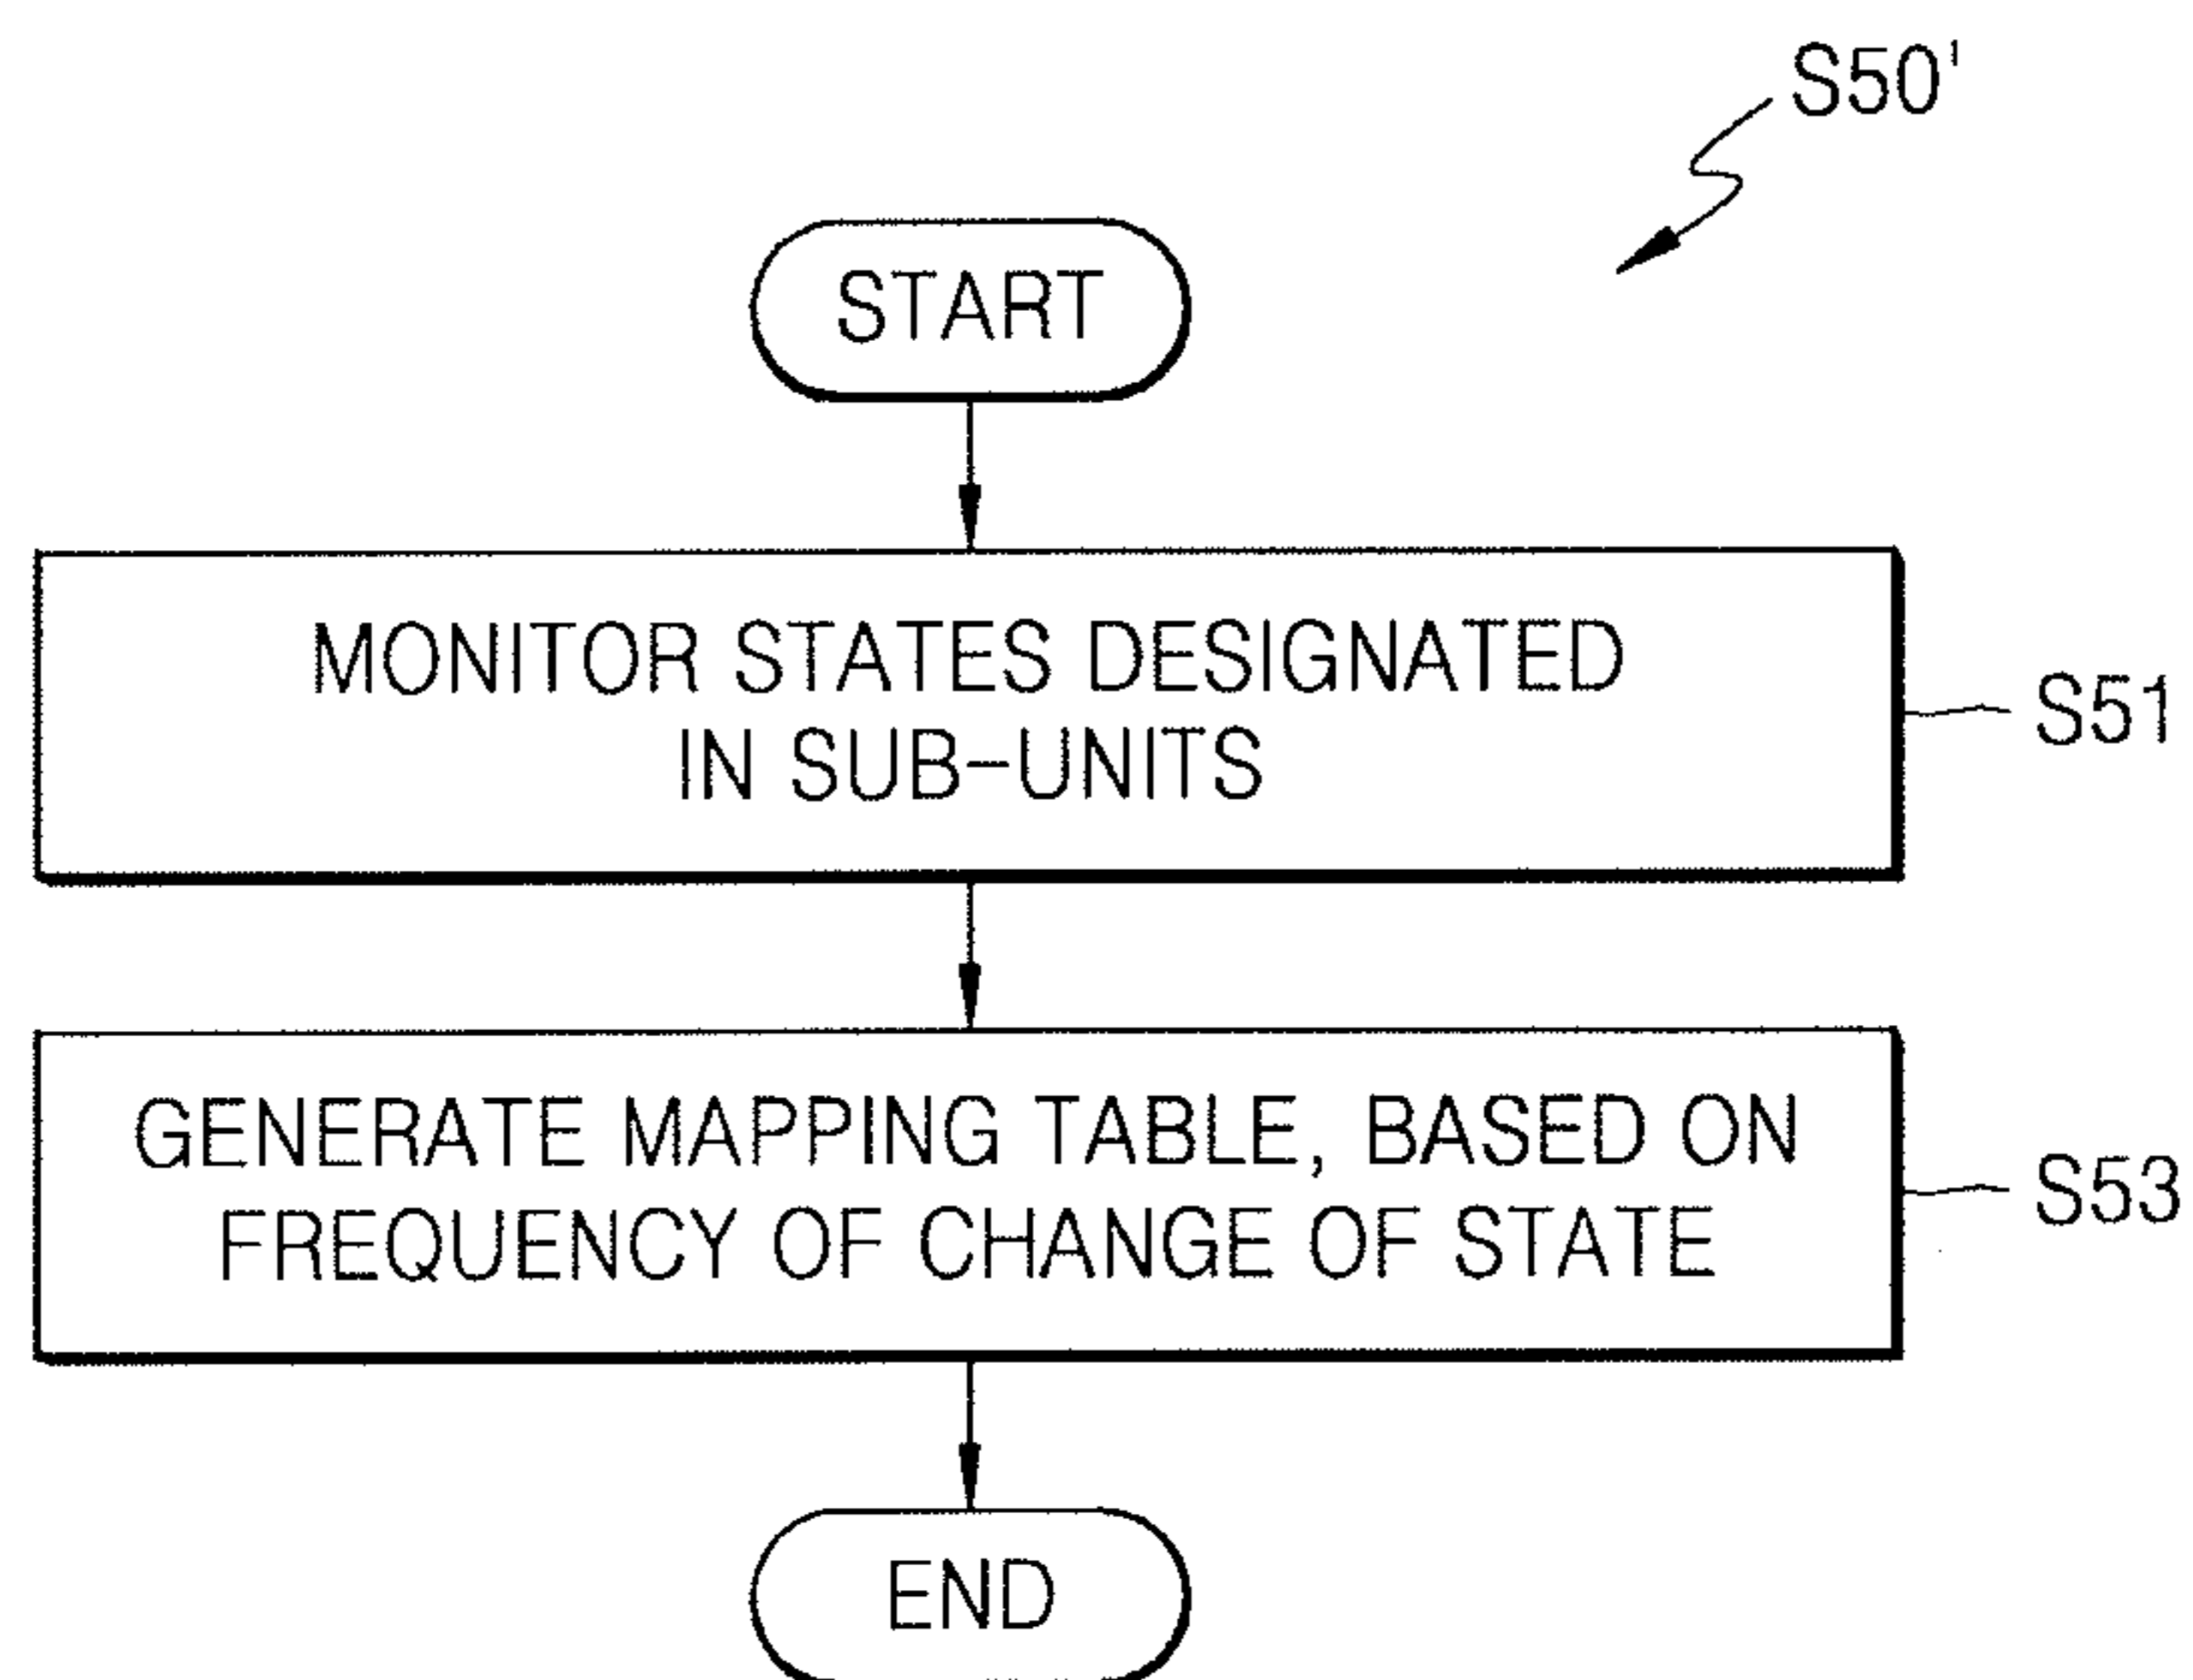 S50'
START
MONITOR STATES DESIGNATED
IN SUB-UNITS
S51
GENERATE MAPPING TABLE, BASED ON
FREQUENCY OF CHANGE OF STATE
S53
END